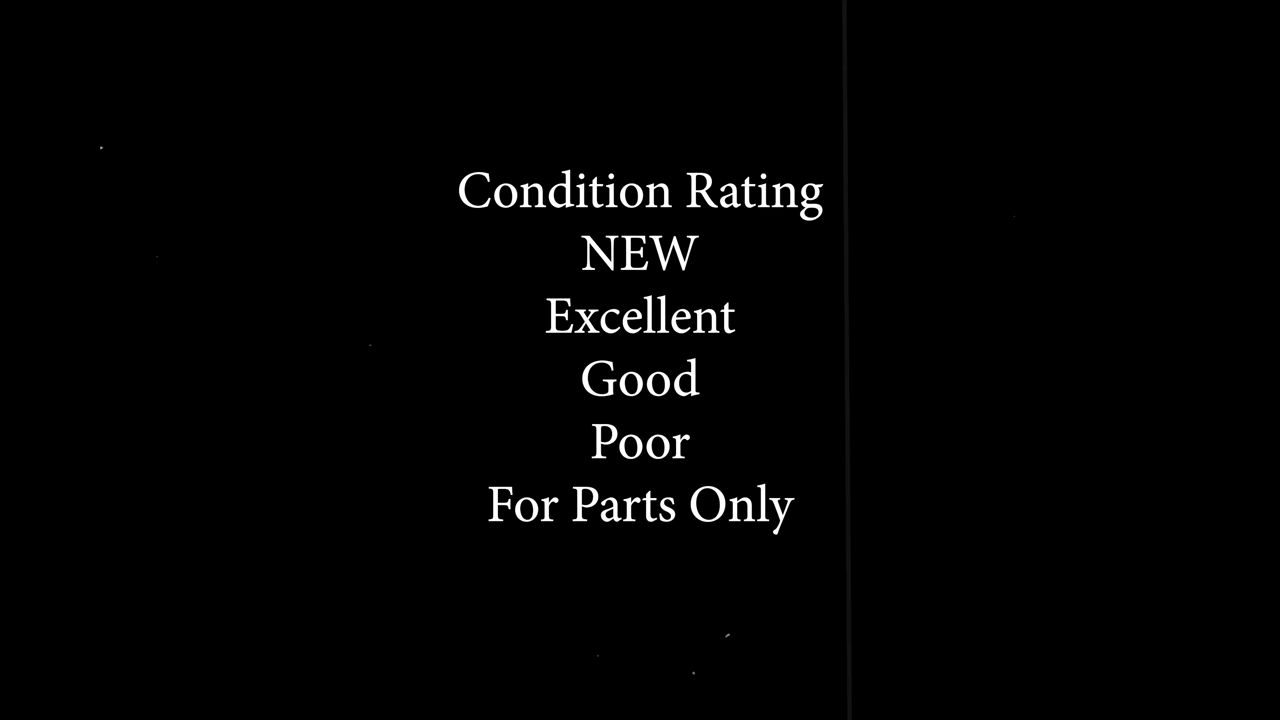 Condition Rating
NEW
Excellent
Good
Poor
For Parts Only